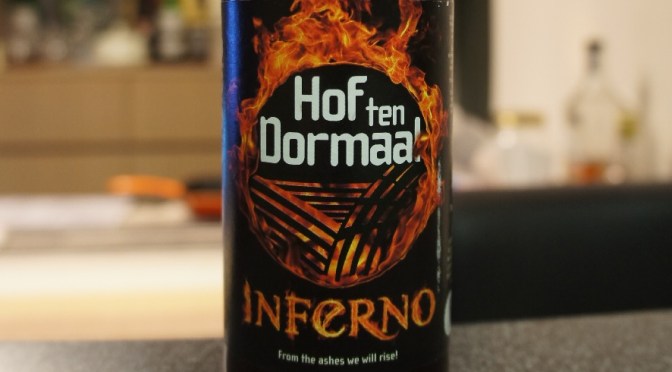 Hof ten
Dormaal
INFERNO
From the ashes we will rise!